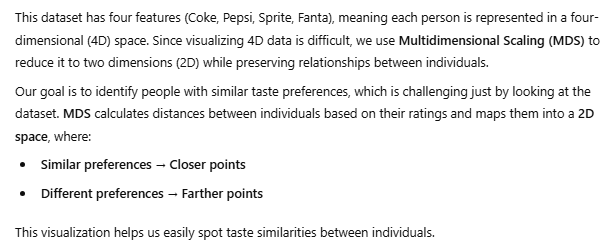 This dataset has four features (Coke, Pepsi, Sprite, Fanta), meaning each person is represented in a four-
dimensional (4D) space. Since visualizing 4D data is difficult, we use Multidimensional Scaling (MDS) to
reduce it to two dimensions (2D) while preserving relationships between individuals.
Our goal is to identify people with similar taste preferences, which is challenging just by looking at the
dataset. MDS calculates distances between individuals based on their ratings and maps them into a 2D
space, where:
• Similar preferences → Closer points
• Different preferences → Farther points
This visualization helps us easily spot taste similarities between individuals.